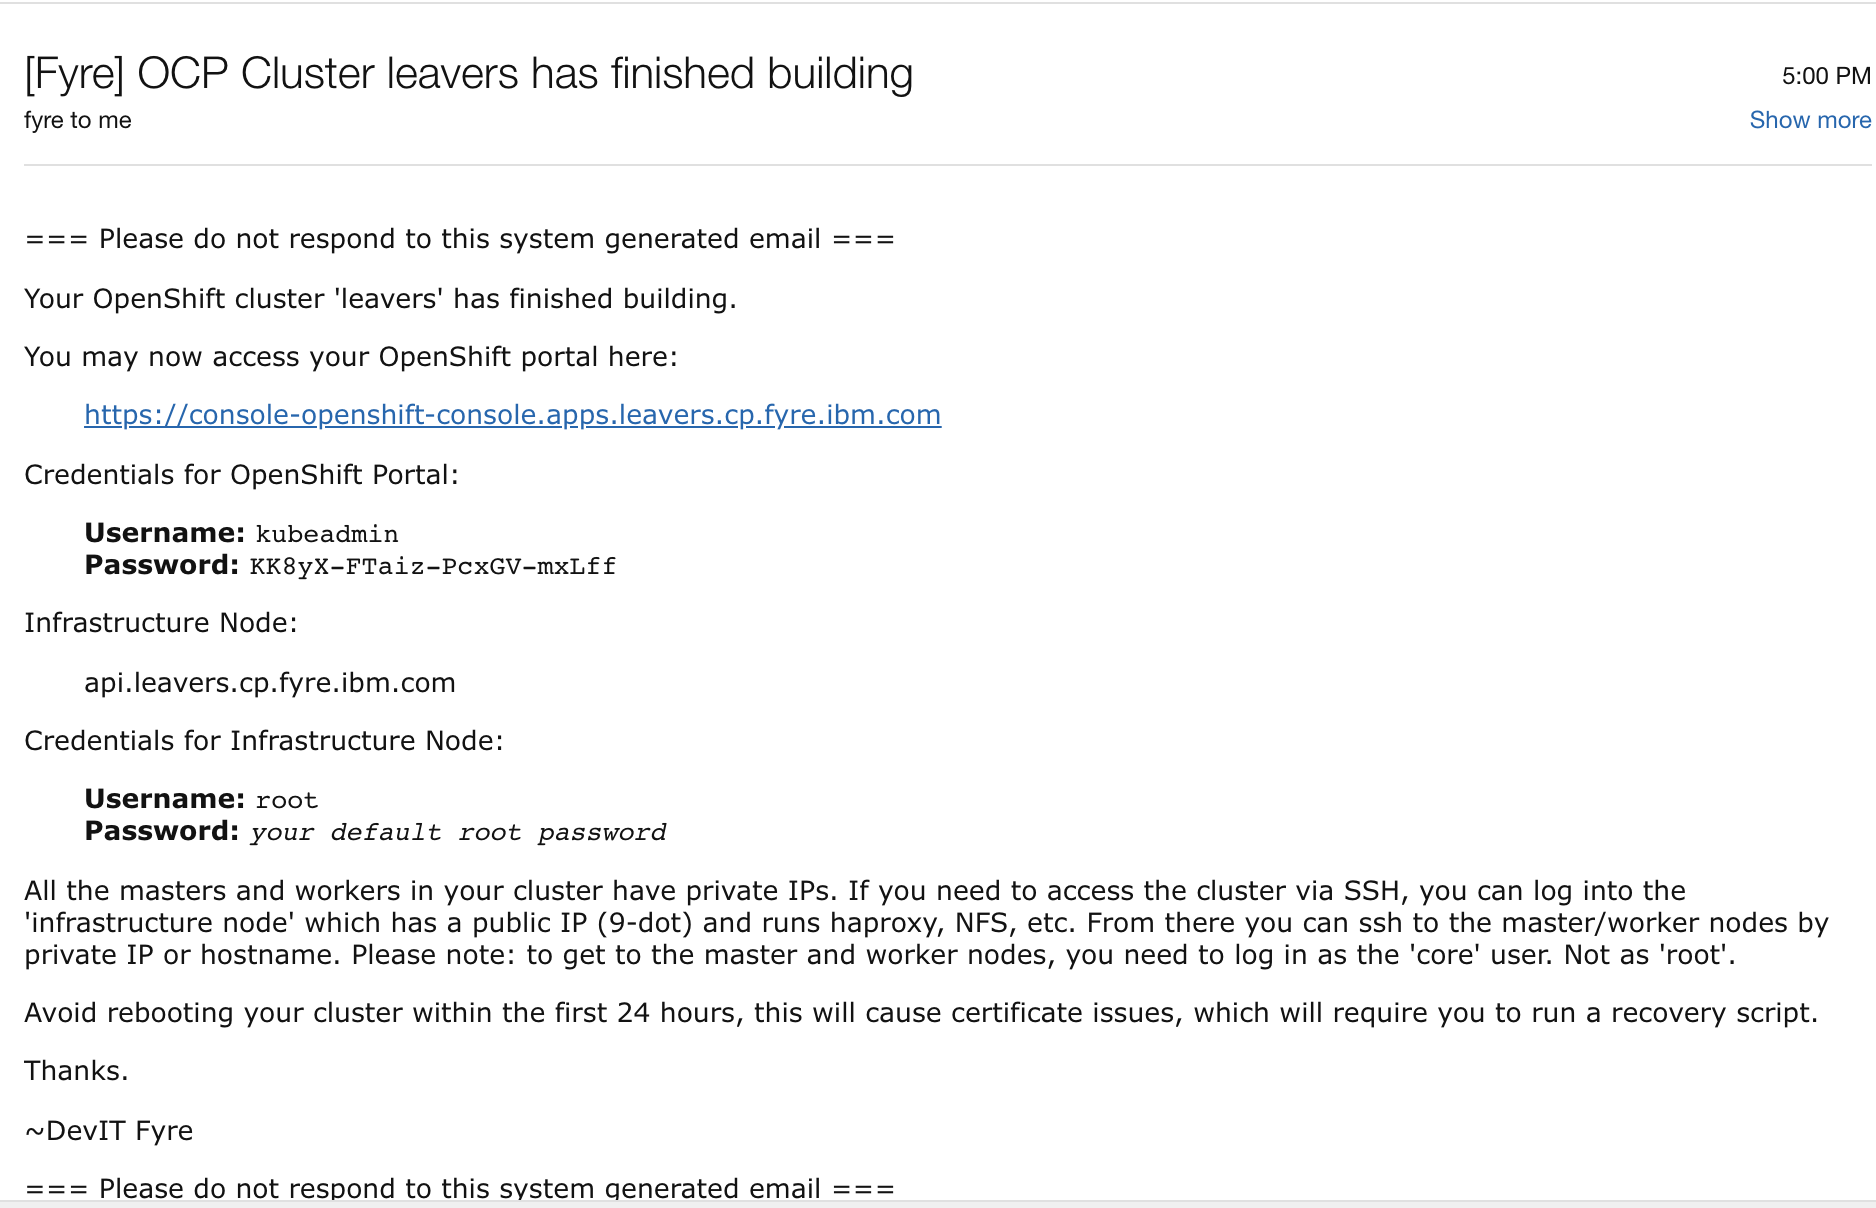 [Fyre] OCP Cluster leavers has finished building
5:00 PM
fyre to me
Show more
=== Please do not respond to this system generated email ===
Your OpenShift cluster 'leavers' has finished building.
You may now access your OpenShift portal here:
https://console-openshift-console.apps.leavers.cp.fyre.ibm.com
Credentials for OpenShift Portal:
Username: kubeadmin
Password: KK8yX-FTaiz-PcxGV-mxLff
Infrastructure Node:
api.leavers.cp.fyre.ibm.com
Credentials for Infrastructure Node:
Username: root
Password: your default root password
All the masters and workers in your cluster have private IPs. If you need to access the cluster via SSH, you can log into the
'infrastructure node' which has a public IP (9-dot) and runs haproxy, NFS, etc. From there you can ssh to the master/worker nodes by
private IP or hostname. Please note: to get to the master and worker nodes, you need to log in as the 'core' user. Not as 'root'.
Avoid rebooting your cluster within the first 24 hours, this will cause certificate issues, which will require you to run a recovery script.
Thanks.
~DevIT Fyre
=== Please do not respond to this system generated email ===